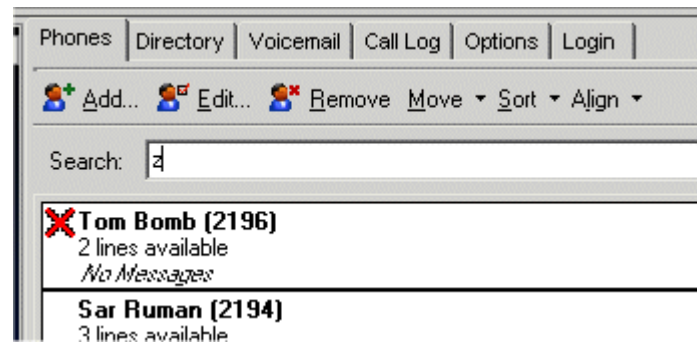 Phones Directory Voicemail Call Log Options Login
Add... Edit... Remove Move Sort Align
Search: z
Tom Bomb (2196)
2 lines available
No Messages
Sar Ruman (2194)
3 lines available